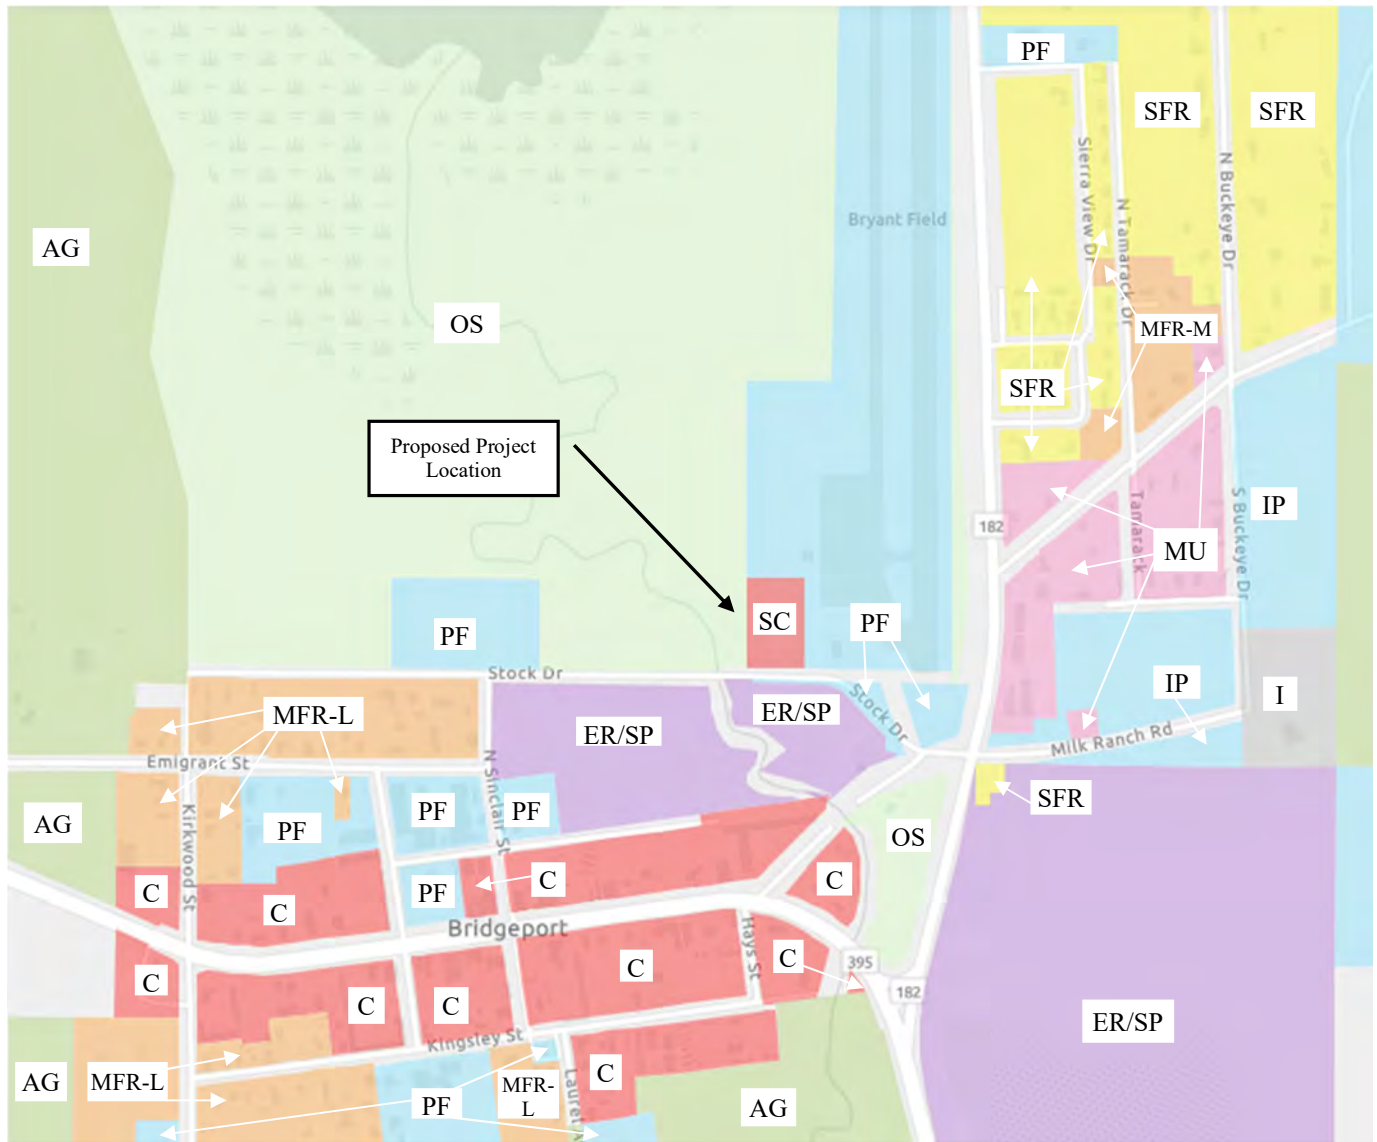 PF
SFR
SFR
Sierra View Dr
N Tamarack Dr
N Buckeye Dr
Bryant Field
AG
OS
MFR-M
SFR
Proposed Project
Location
182
Tamarack
S Buckeye Dr
IP
MU
SC
PF
PF
Stock Dr
Stock Dr
MFR-L
ER/SP
ER/SP
IP
I
Milk Ranch Rd
Emigrant St
N Sinclair St
SFR
Kirkwood St
AG
PF
PF
PF
OS
C
C
PF
C
C
Bridgeport
Hays St
C
C
C
C
C
395
182
ER/SP
Kingsley St
AG
MFR-L
PF
MFR-
L
C
Laurel
AG